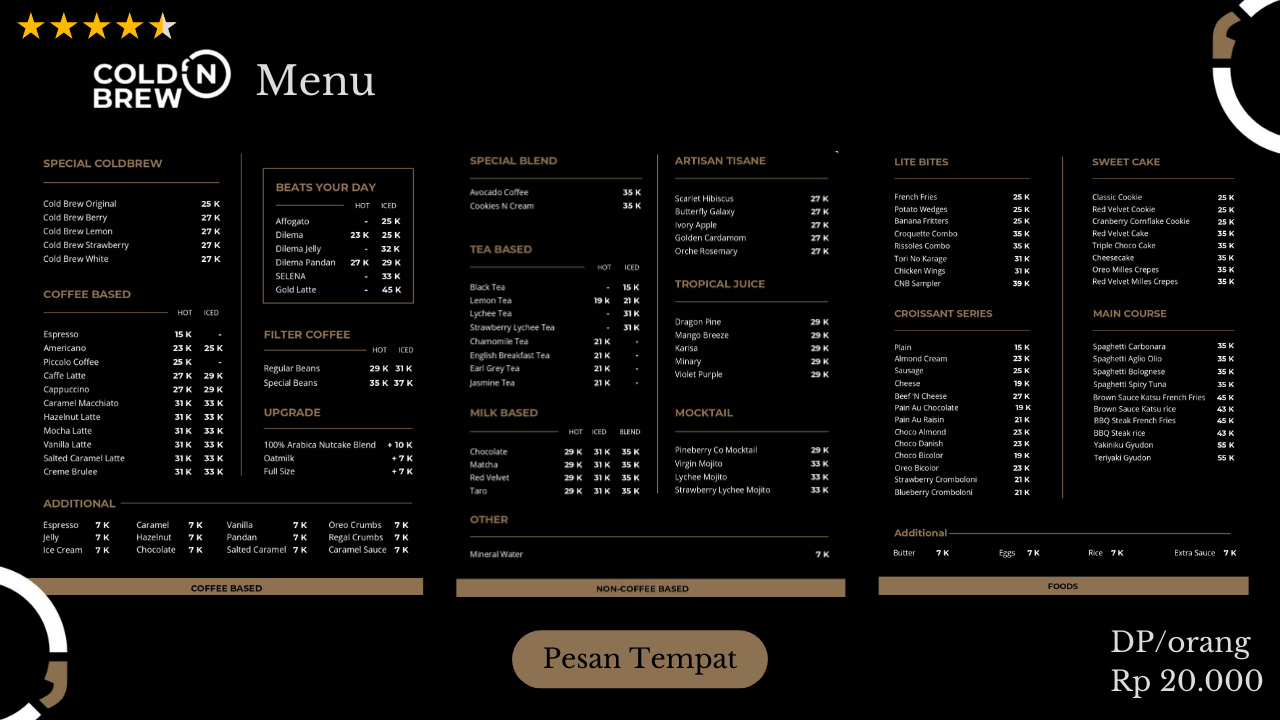 COLD 'N
BREW
Menu
SPECIAL COLDBREW
Cold Brew Original 25 K
Cold Brew Berry 27 K
Cold Brew Lemon 27 K
Cold Brew Strawberry 27 K
Cold Brew White 27 K
COFFEE BASED
HOT ICED
Espresso 15 K -
Americano 23 K 25 K
Piccolo Coffee 25 K -
Caffe Latte 27 K 29 K
Cappuccino 27 K 29 K
Caramel Macchiato 31 K 33 K
Hazelnut Latte 31 K 33 K
Mocha Latte 31 K 33 K
Vanilla Latte 31 K 33 K
Salted Caramel Latte 31 K 33 K
Creme Brulee 31 K 33 K
BEATS YOUR DAY
HOT ICED
Affogato - 25 K
Dilema 23 K 25 K
Dilema Jelly - 32 K
Dilema Pandan 27 K 29 K
SELENA - 33 K
Gold Latte - 45 K
FILTER COFFEE
HOT ICED
Regular Beans 29 K 31 K
Special Beans 35 K 37 K
UPGRADE
100% Arabica Nutcake Blend + 10 K
Oatmilk + 7 K
Full Size + 7 K
ADDITIONAL
Espresso 7 K Caramel 7 K Vanilla 7 K Oreo Crumbs 7 K
Jelly 7 K Hazelnut 7 K Pandan 7 K Regal Crumbs 7 K
Ice Cream 7 K Chocolate 7 K Salted Caramel 7 K Caramel Sauce 7 K
COFFEE BASED
SPECIAL BLEND
Avocado Coffee 35 K
Cookies N Cream 35 K
TEA BASED
HOT ICED
Black Tea - 15 K
Lemon Tea 19 k 21 K
Lychee Tea - 31 K
Strawberry Lychee Tea - 31 K
Chamomile Tea 21 K -
English Breakfast Tea 21 K -
Earl Grey Tea 21 K -
Jasmine Tea 21 K -
MILK BASED
HOT ICED BLEND
Chocolate 29 K 31 K 35 K
Matcha 29 K 31 K 35 K
Red Velvet 29 K 31 K 35 K
Taro 29 K 31 K 35 K
ARTISAN TISANE
Scarlet Hibiscus 27 K
Butterfly Galaxy 27 K
Ivory Apple 27 K
Golden Cardamom 27 K
Orche Rosemary 27 K
TROPICAL JUICE
Dragon Pine 29 K
Mango Breeze 29 K
Karisa 29 K
Minary 29 K
Violet Purple 29 K
MOCKTAIL
Pineberry Co Mocktail 29 K
Virgin Mojito 33 K
Lychee Mojito 33 K
Strawberry Lychee Mojito 33 K
OTHER
Mineral Water 7 K
NON-COFFEE BASED
LITE BITES
French Fries 25 K
Potato Wedges 25 K
Banana Fritters 25 K
Croquette Combo 35 K
Rissoles Combo 35 K
Tori No Karage 31 K
Chicken Wings 31 K
CNB Sampler 39 K
CROISSANT SERIES
Plain 15 K
Almond Cream 23 K
Sausage 25 K
Cheese 19 K
Beef 'N Cheese 27 K
Pain Au Chocolate 19 K
Pain Au Raisin 21 K
Choco Almond 23 K
Choco Danish 23 K
Choco Bicolor 19 K
Oreo Bicolor 23 K
Strawberry Cromboloni 21 K
Blueberry Cromboloni 21 K
SWEET CAKE
Classic Cookie 25 K
Red Velvet Cookie 25 K
Cranberry Cornflake Cookie 25 K
Red Velvet Cake 35 K
Triple Choco Cake 35 K
Cheesecake 35 K
Oreo Milles Crepes 35 K
Red Velvet Milles Crepes 35 K
MAIN COURSE
Spaghetti Carbonara 35 K
Spaghetti Aglio Olio 35 K
Spaghetti Bolognese 35 K
Spaghetti Spicy Tuna 35 K
Brown Sauce Katsu French Fries 45 K
Brown Sauce Katsu rice 43 K
BBQ Steak French Fries 45 K
BBQ Steak rice 43 K
Yakiniku Gyudon 55 K
Teriyaki Gyudon 55 K
Additional
Butter 7 K Eggs 7 K Rice 7 K Extra Sauce 7 K
FOODS
Pesan Tempat
DP/orang
Rp 20.000